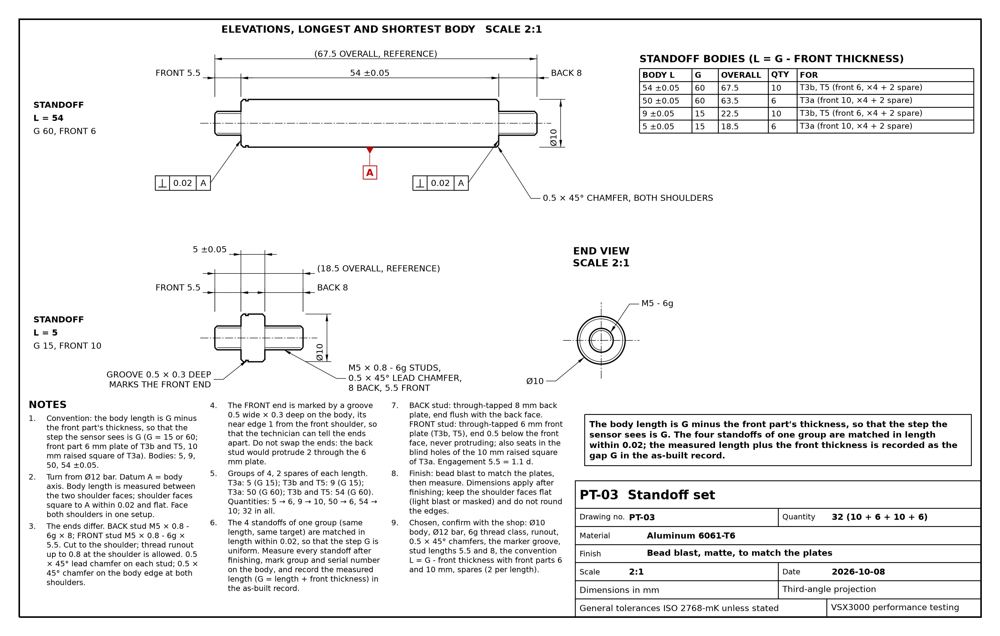 ELEVATIONS, LONGEST AND SHORTEST BODY   SCALE 2:1
(67.5 OVERALL, REFERENCE)
FRONT 5.5
54 ±0.05
BACK 8
STANDOFF
L = 54
G 60, FRONT 6
Ø10
A
⊥ 0.02 A
⊥ 0.02 A
0.5 × 45° CHAMFER, BOTH SHOULDERS
STANDOFF BODIES (L = G - FRONT THICKNESS)
BODY L G OVERALL QTY FOR
54 ±0.05 60 67.5 10 T3b, T5 (front 6, ×4 + 2 spare)
50 ±0.05 60 63.5 6 T3a (front 10, ×4 + 2 spare)
9 ±0.05 15 22.5 10 T3b, T5 (front 6, ×4 + 2 spare)
5 ±0.05 15 18.5 6 T3a (front 10, ×4 + 2 spare)
5 ±0.05
(18.5 OVERALL, REFERENCE)
FRONT 5.5
BACK 8
STANDOFF
L = 5
G 15, FRONT 10
Ø10
GROOVE 0.5 × 0.3 DEEP
MARKS THE FRONT END
M5 × 0.8 - 6g STUDS,
0.5 × 45° LEAD CHAMFER,
8 BACK, 5.5 FRONT
END VIEW
SCALE 2:1
M5 - 6g
Ø10
NOTES
1. Convention: the body length is G minus
the front part's thickness, so that the
step the sensor sees is G (G = 15 or 60;
front part 6 mm plate of T3b and T5, 10
mm raised square of T3a). Bodies: 5, 9,
50, 54 ±0.05.
2. Turn from Ø12 bar. Datum A = body
axis. Body length is measured between
the two shoulder faces; shoulder faces
square to A within 0.02 and flat. Face
both shoulders in one setup.
3. The ends differ. BACK stud M5 × 0.8 -
6g × 8; FRONT stud M5 × 0.8 - 6g ×
5.5. Cut to the shoulder; thread runout
up to 0.8 at the shoulder is allowed. 0.5
× 45° lead chamfer on each stud; 0.5 ×
45° chamfer on the body edge at both
shoulders.
4. The FRONT end is marked by a groove
0.5 wide × 0.3 deep on the body, its
near edge 1 from the front shoulder, so
that the technician can tell the ends
apart. Do not swap the ends: the back
stud would protrude 2 through the 6
mm plate.
5. Groups of 4, 2 spares of each length.
T3a: 5 (G 15); T3b and T5: 9 (G 15);
T3a: 50 (G 60); T3b and T5: 54 (G 60).
Quantities: 5 → 6, 9 → 10, 50 → 6, 54 →
10; 32 in all.
6. The 4 standoffs of one group (same
length, same target) are matched in
length within 0.02, so that the step G is
uniform. Measure every standoff after
finishing, mark group and serial number
on the body, and record the measured
length (G = length + front thickness) in
the as-built record.
7. BACK stud: through-tapped 8 mm back
plate, end flush with the back face.
FRONT stud: through-tapped 6 mm front
plate (T3b, T5), end 0.5 below the front
face, never protruding; also seats in the
blind holes of the 10 mm raised square
of T3a. Engagement 5.5 = 1.1 d.
8. Finish: bead blast to match the plates,
then measure. Dimensions apply after
finishing; keep the shoulder faces flat
(light blast or masked) and do not round
the edges.
9. Chosen, confirm with the shop: Ø10
body, Ø12 bar, 6g thread class, runout,
0.5 × 45° chamfers, the marker groove,
stud lengths 5.5 and 8, the convention
L = G - front thickness with front parts 6
and 10 mm, spares (2 per length).
The body length is G minus the front part's thickness, so that the step the
sensor sees is G. The four standoffs of one group are matched in length
within 0.02; the measured length plus the front thickness is recorded as the
gap G in the as-built record.
PT-03  Standoff set
Drawing no. PT-03 Quantity 32 (10 + 6 + 10 + 6)
Material Aluminum 6061-T6
Finish Bead blast, matte, to match the plates
Scale 2:1 Date 2026-10-08
Dimensions in mm Third-angle projection
General tolerances ISO 2768-mK unless stated VSX3000 performance testing